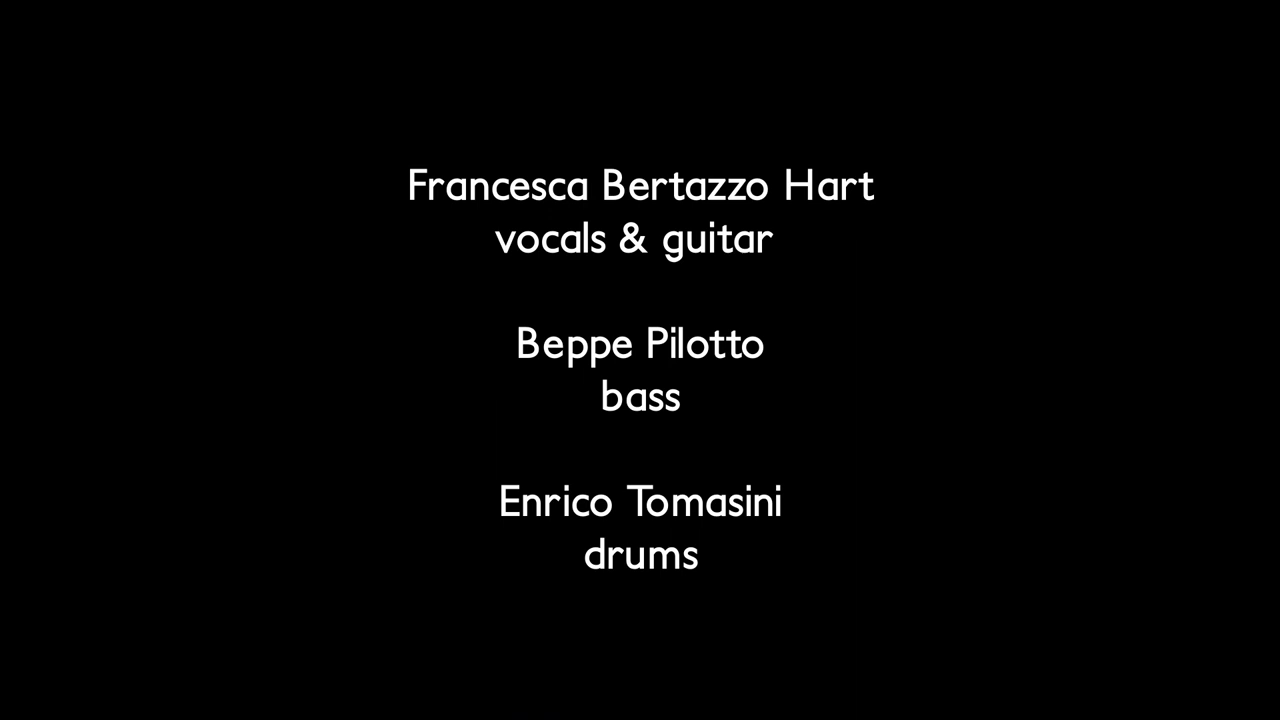 Francesca Bertazzo Hart
vocals & guitar
Beppe Pilotto
bass
Enrico Tomasini
drums